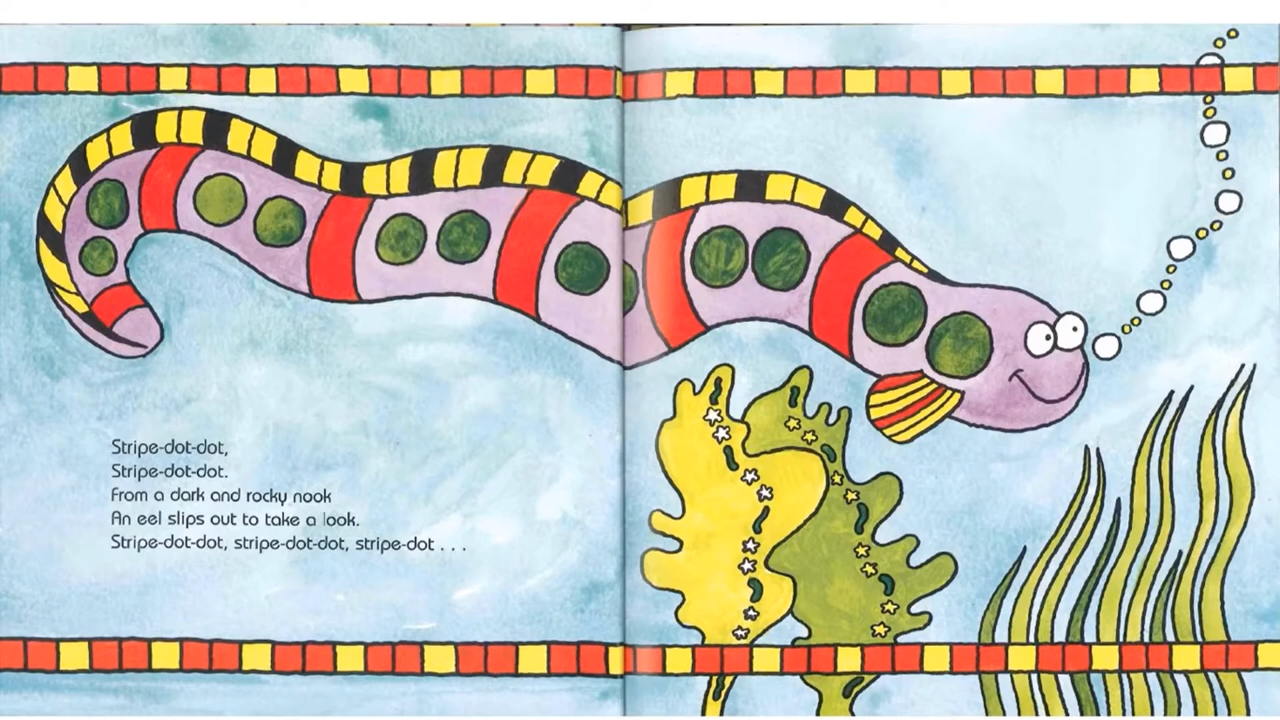 Stripe-dot-dot,
Stripe-dot-dot.
From a dark and rocky nook
An eel slips out to take a look.
Stripe-dot-dot, stripe-dot-dot, stripe-dot . . .